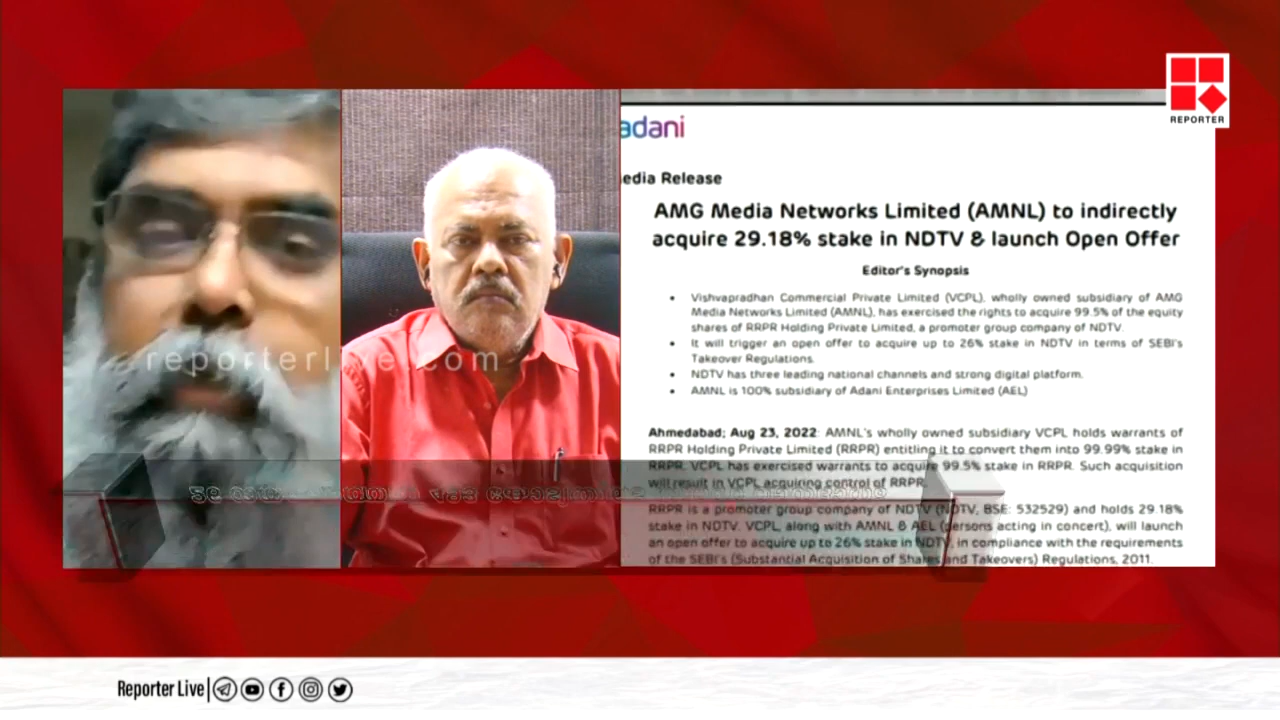 REPORTER
adani
edia Release
AMG Media Networks Limited (AMNL) to indirectly
acquire 29.18% stake in NDTV & launch Open Offer
Editor's Synopsis
• Vishvapradhan Commercial Private Limited (VCPL), wholly owned subsidiary of AMG
Media Networks Limited (AMNL), has exercised the rights to acquire 99.5% of the equity
shares of RRPR Holding Private Limited, a promoter group company of NDTV.
• It will trigger an open offer to acquire up to 26% stake in NDTV in terms of SEBI's
Takeover Regulations.
• NDTV has three leading national channels and strong digital platform.
• AMNL is 100% subsidiary of Adani Enterprises Limited (AEL)
Ahmedabad; Aug 23, 2022: AMNL's wholly owned subsidiary VCPL holds warrants of
RRPR Holding Private Limited (RRPR) entitling it to convert them into 99.99% stake in
RRPR. VCPL has exercised warrants to acquire 99.5% stake in RRPR. Such acquisition
will result in VCPL acquiring control of RRPR.
RRPR is a promoter group company of NDTV (NDTV, BSE: 532529) and holds 29.18%
stake in NDTV. VCPL, along with AMNL & AEL (persons acting in concert), will launch
an open offer to acquire up to 26% stake in NDTV, in compliance with the requirements
of the SEBI's (Substantial Acquisition of Shares and Takeovers) Regulations, 2011.
reporterlive.com
Reporter Live